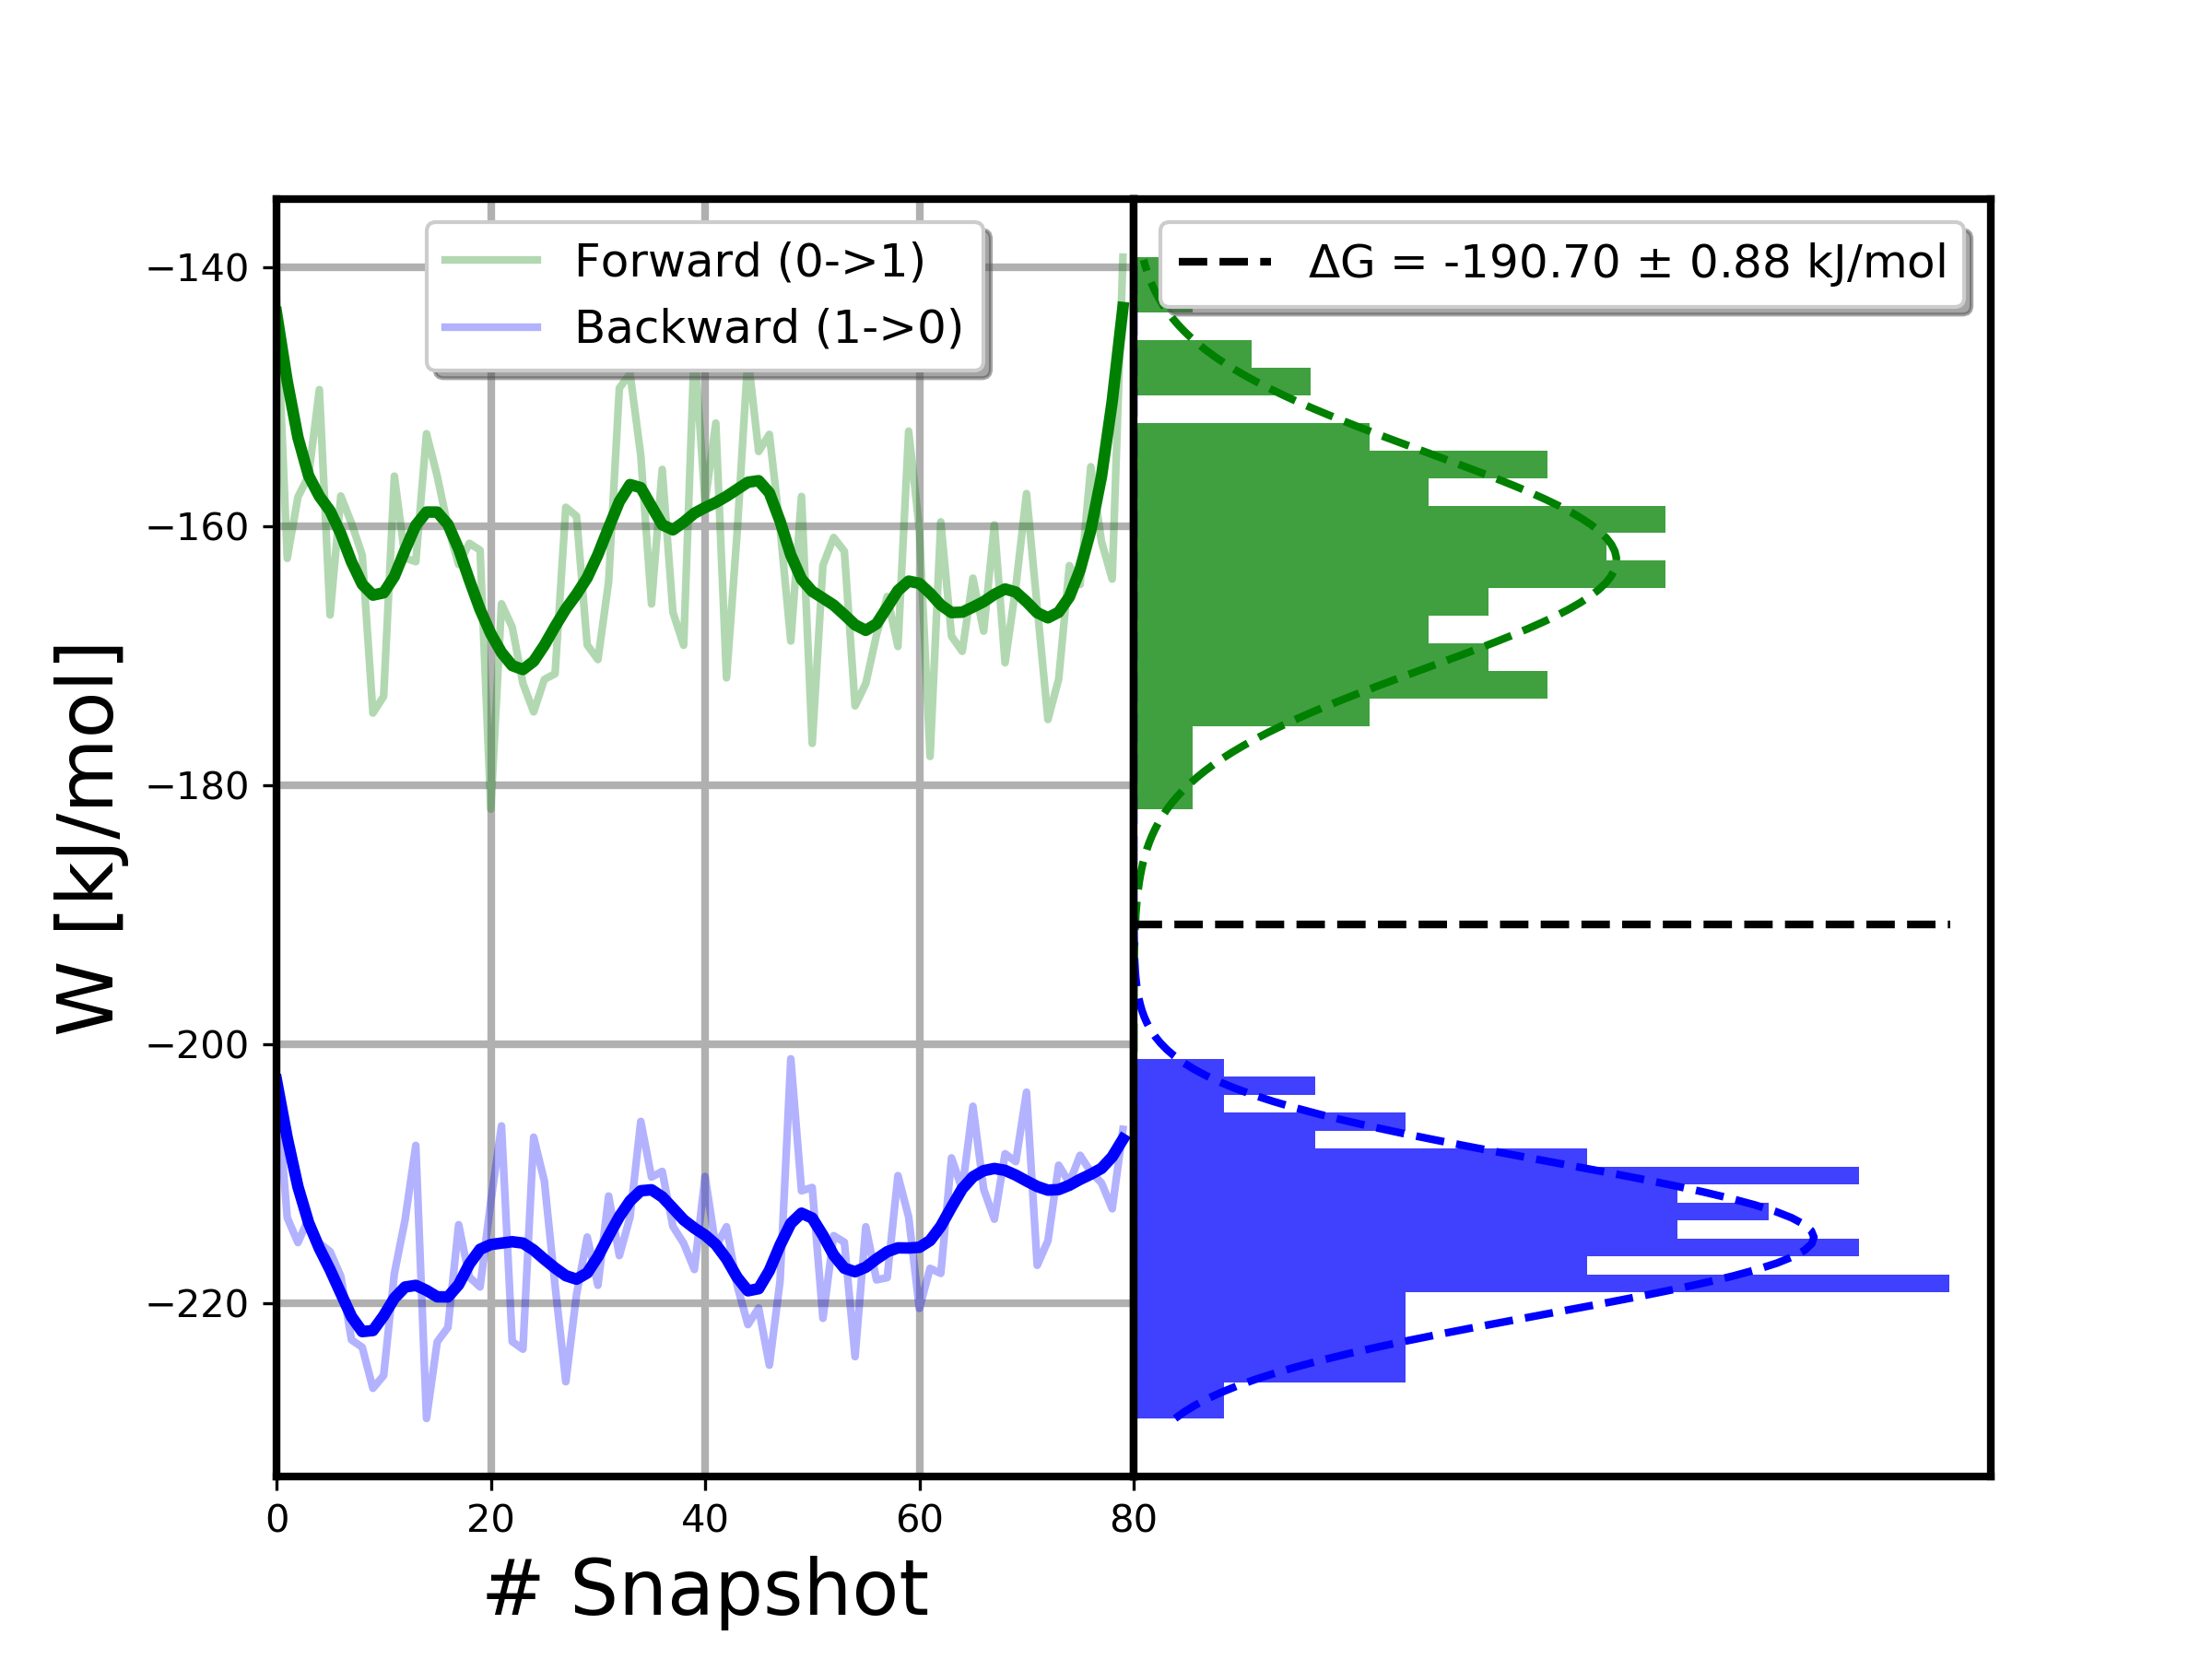 Forward (0->1)
Backward (1->0)
ΔG = -190.70 ± 0.88 kJ/mol
−140
−160
−180
−200
−220
W [kJ/mol]
0 20 40 60 80
# Snapshot